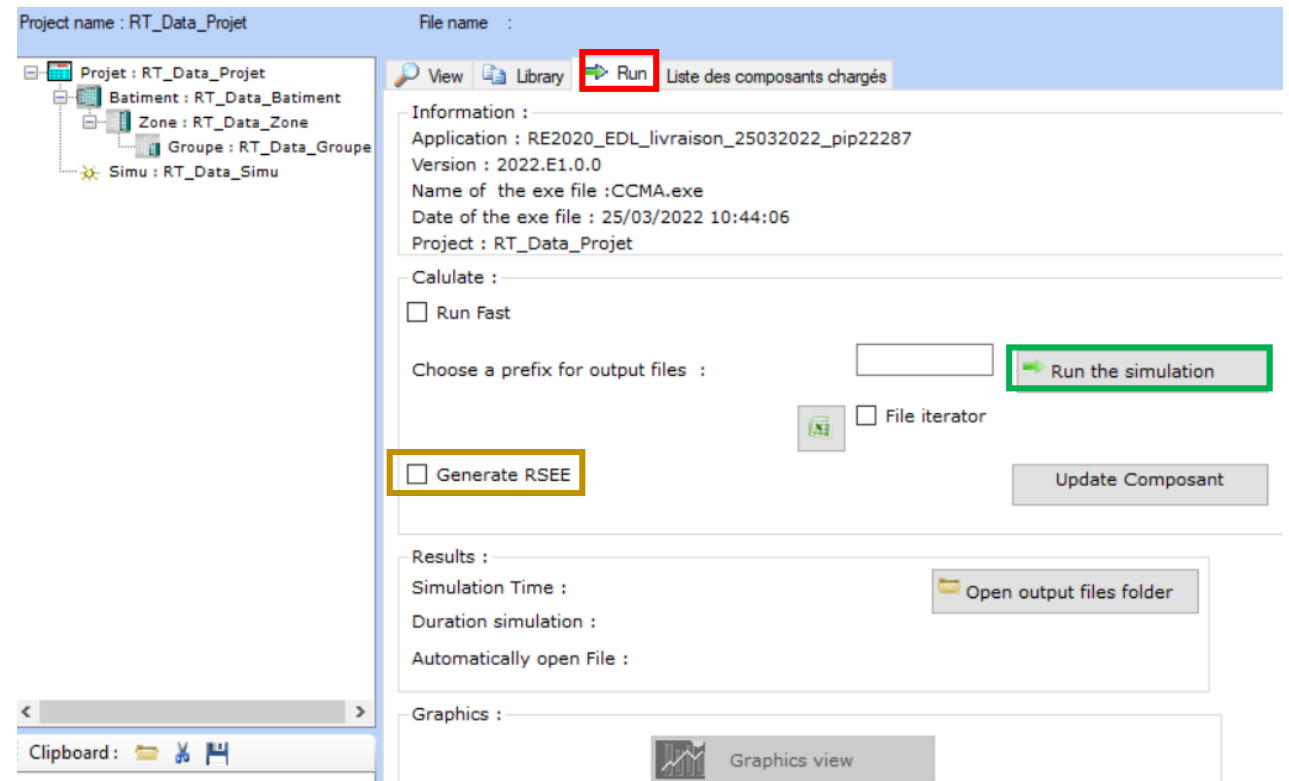 Project name : RT_Data_Projet
File name :
Projet : RT_Data_Projet
Batiment : RT_Data_Batiment
Zone : RT_Data_Zone
Groupe : RT_Data_Groupe
Simu : RT_Data_Simu
View Library Run Liste des composants chargés
Information :
Application : RE2020_EDL_livraison_25032022_pip22287
Version : 2022.E1.0.0
Name of the exe file :CCMA.exe
Date of the exe file : 25/03/2022 10:44:06
Project : RT_Data_Projet
Calulate :
Run Fast
Choose a prefix for output files :
Run the simulation
File iterator
Generate RSEE
Update Composant
Results :
Simulation Time :
Open output files folder
Duration simulation :
Automatically open File :
Graphics :
Graphics view
Clipboard :